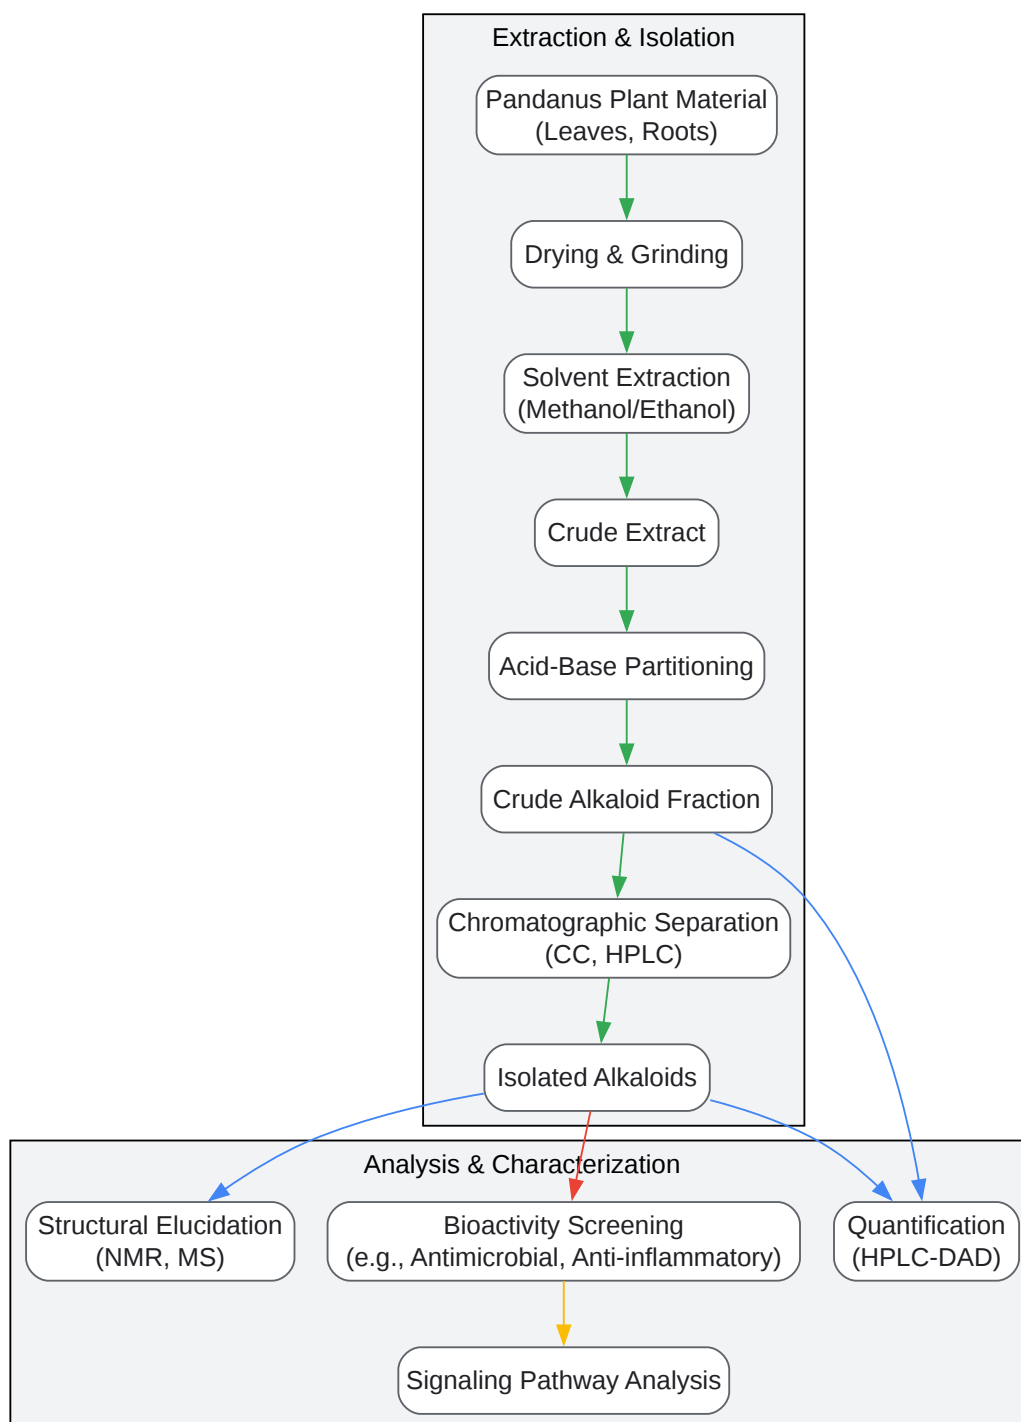 Extraction & Isolation
Pandanus Plant Material
(Leaves, Roots)
Drying & Grinding
Solvent Extraction
(Methanol/Ethanol)
Crude Extract
Acid-Base Partitioning
Crude Alkaloid Fraction
Chromatographic Separation
(CC, HPLC)
Isolated Alkaloids
Analysis & Characterization
Structural Elucidation
(NMR, MS)
Bioactivity Screening
(e.g., Antimicrobial, Anti-inflammatory)
Quantification
(HPLC-DAD)
Signaling Pathway Analysis